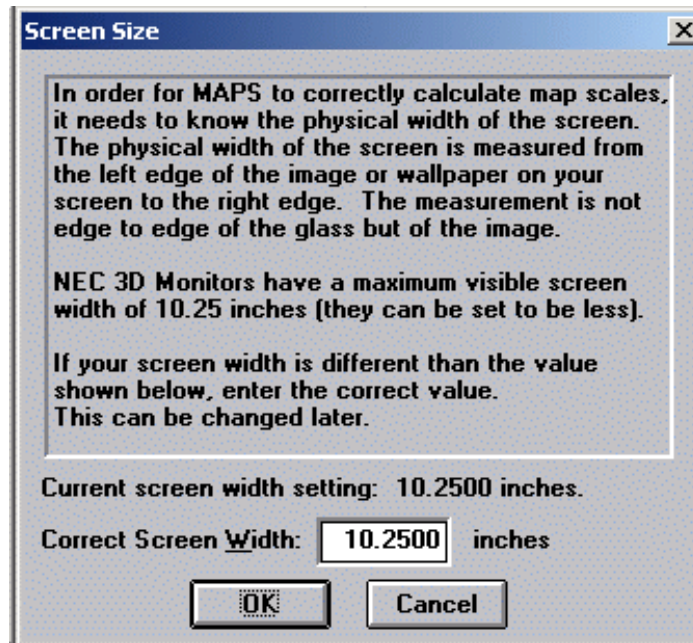 Screen Size
In order for MAPS to correctly calculate map scales,
it needs to know the physical width of the screen.
The physical width of the screen is measured from
the left edge of the image or wallpaper on your
screen to the right edge.  The measurement is not
edge to edge of the glass but of the image.
NEC 3D Monitors have a maximum visible screen
width of 10.25 inches (they can be set to be less).
If your screen width is different than the value
shown below, enter the correct value.
This can be changed later.
Current screen width setting:  10.2500 inches.
Correct Screen Width: 10.2500 inches
OK Cancel